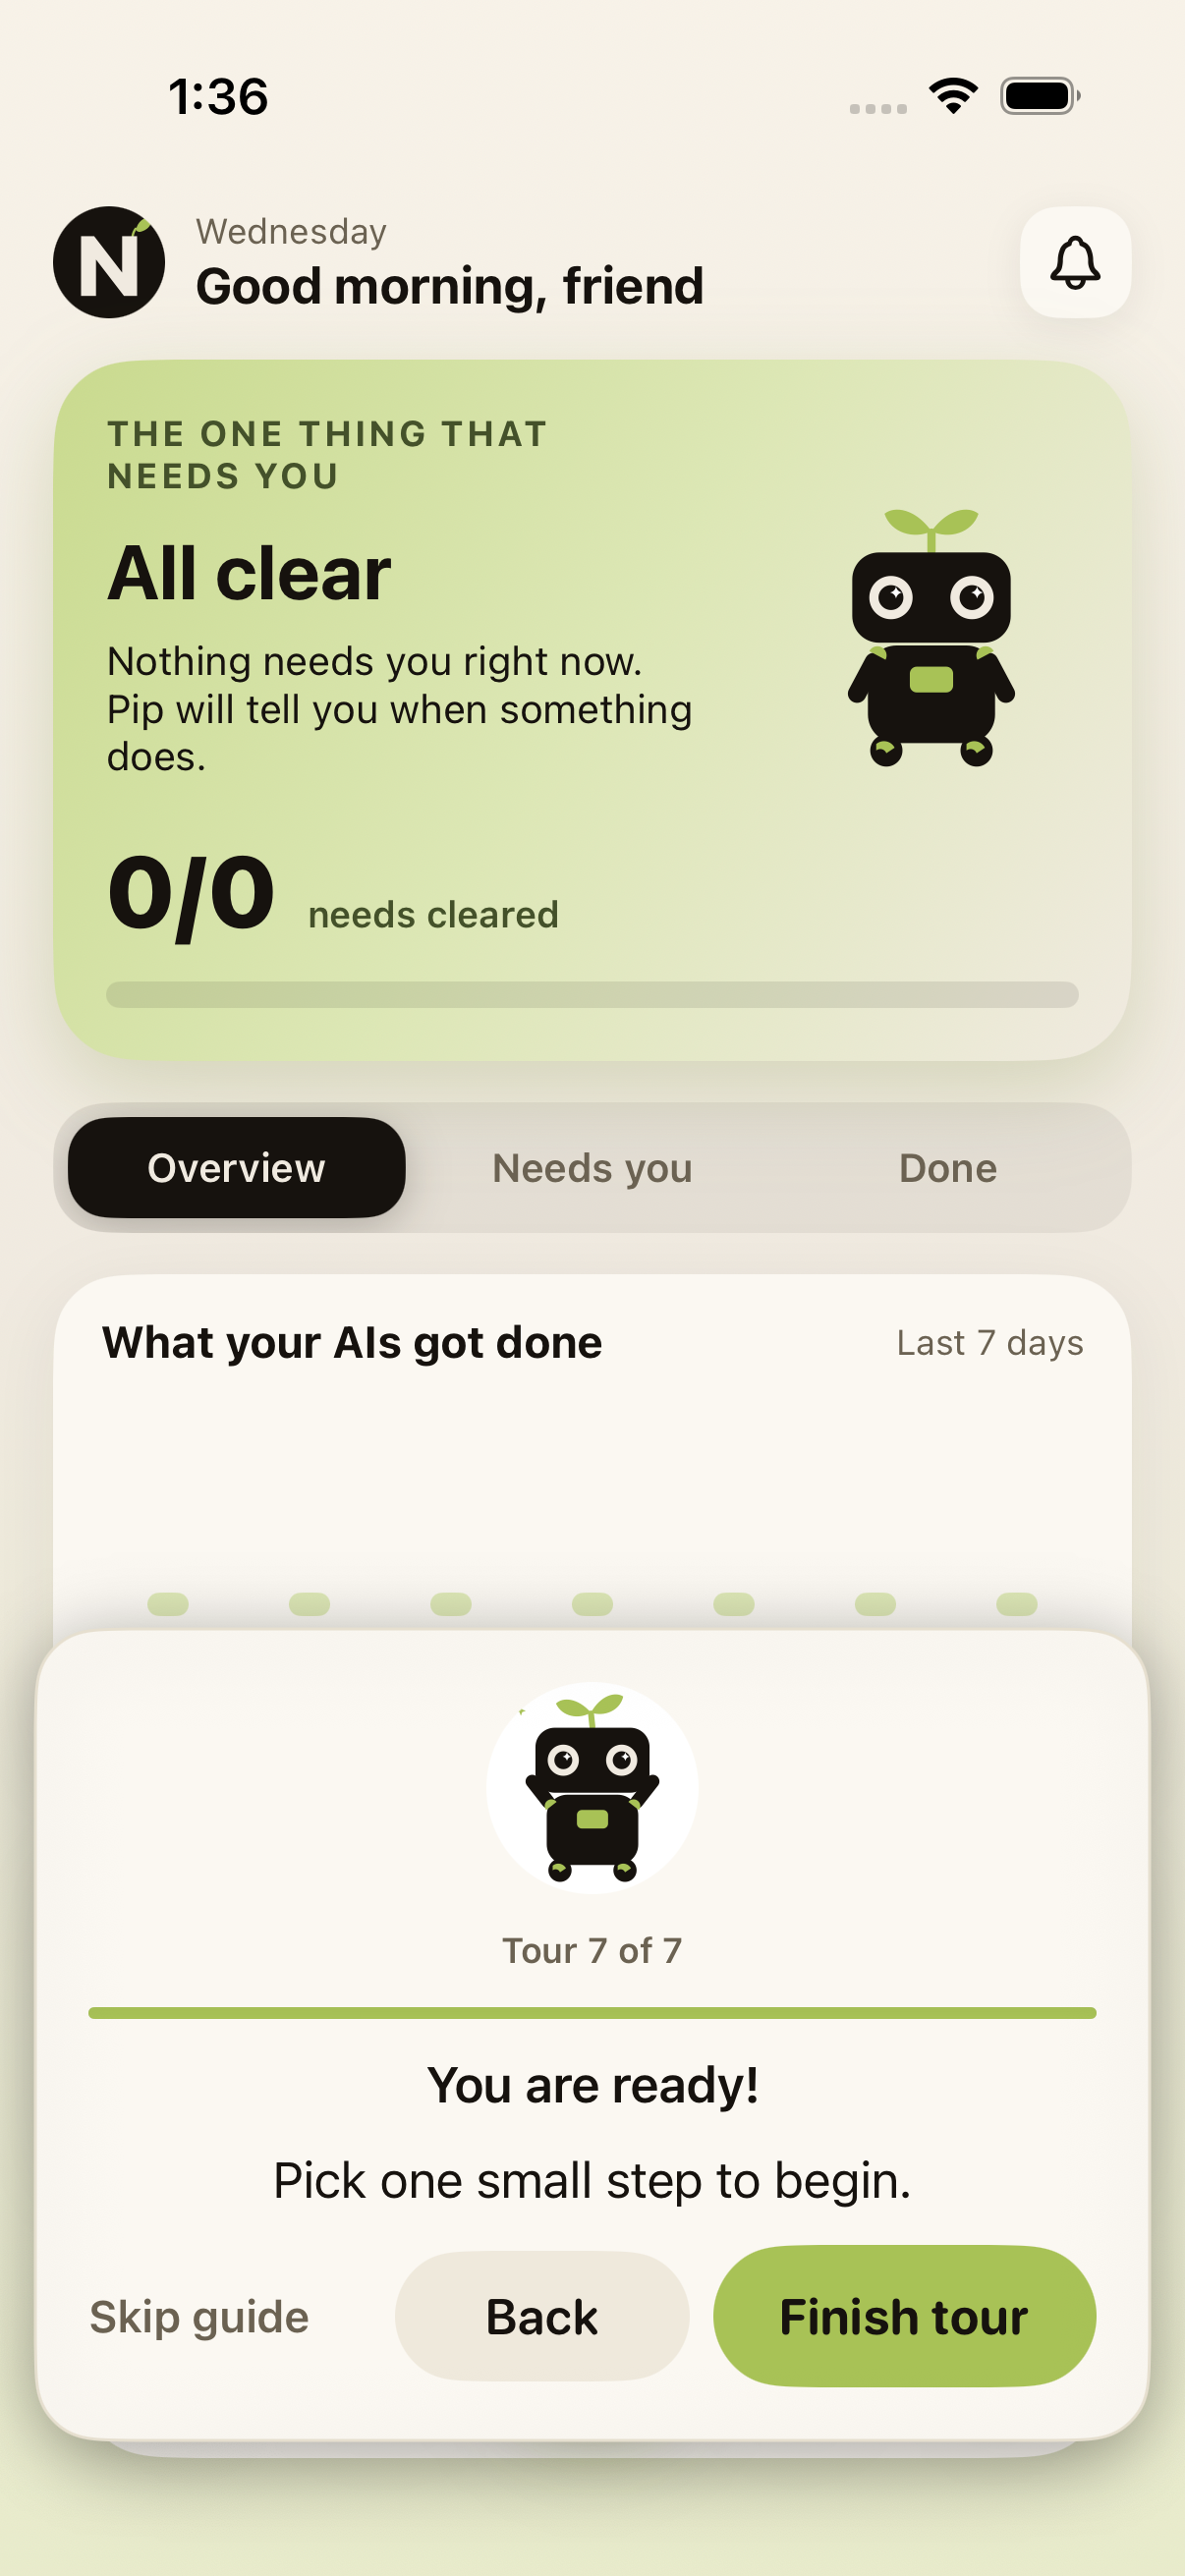 1:36
N
Wednesday
Good morning, friend
THE ONE THING THAT
NEEDS YOU
All clear
Nothing needs you right now.
Pip will tell you when something
does.
0/0 needs cleared
Overview Needs you Done
What your AIs got done Last 7 days
Tour 7 of 7
You are ready!
Pick one small step to begin.
Skip guide Back Finish tour